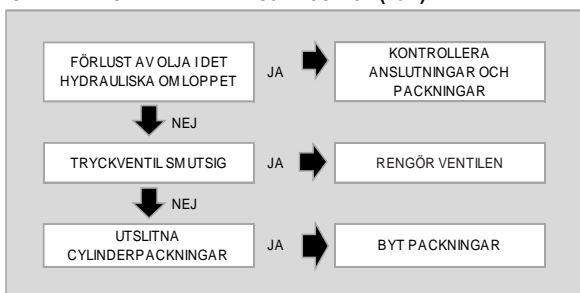 FÖRLUST AV OLJA I DET
HYDRAULISKA OMLOPPET
JA
KONTROLLERA
ANSLUTNINGAR OCH
PACKNINGAR
NEJ
TRYCKVENTIL SMUTSIG
JA
RENGÖR VENTILEN
NEJ
UTSLITNA
CYLINDERPACKNINGAR
JA
BYT PACKNINGAR